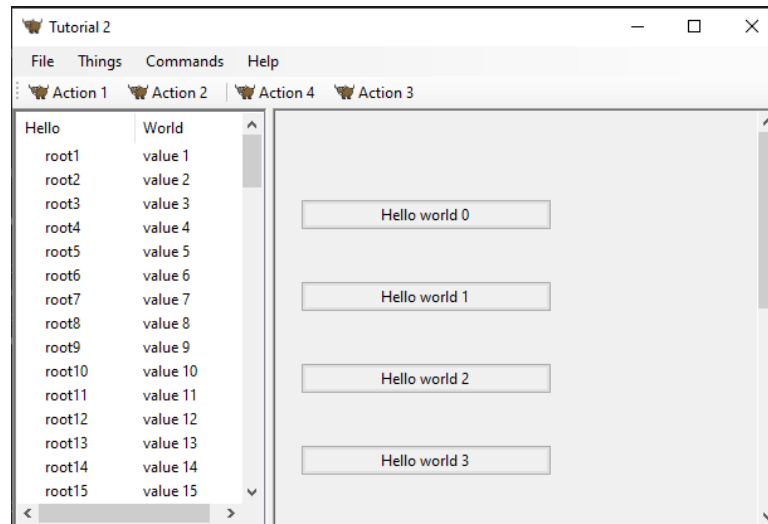 Tutorial 2
File Things Commands Help
Action 1 Action 2 Action 4 Action 3
Hello World
root1 value 1
root2 value 2
root3 value 3
root4 value 4
root5 value 5
root6 value 6
root7 value 7
root8 value 8
root9 value 9
root10 value 10
root11 value 11
root12 value 12
root13 value 13
root14 value 14
root15 value 15
Hello world 0
Hello world 1
Hello world 2
Hello world 3